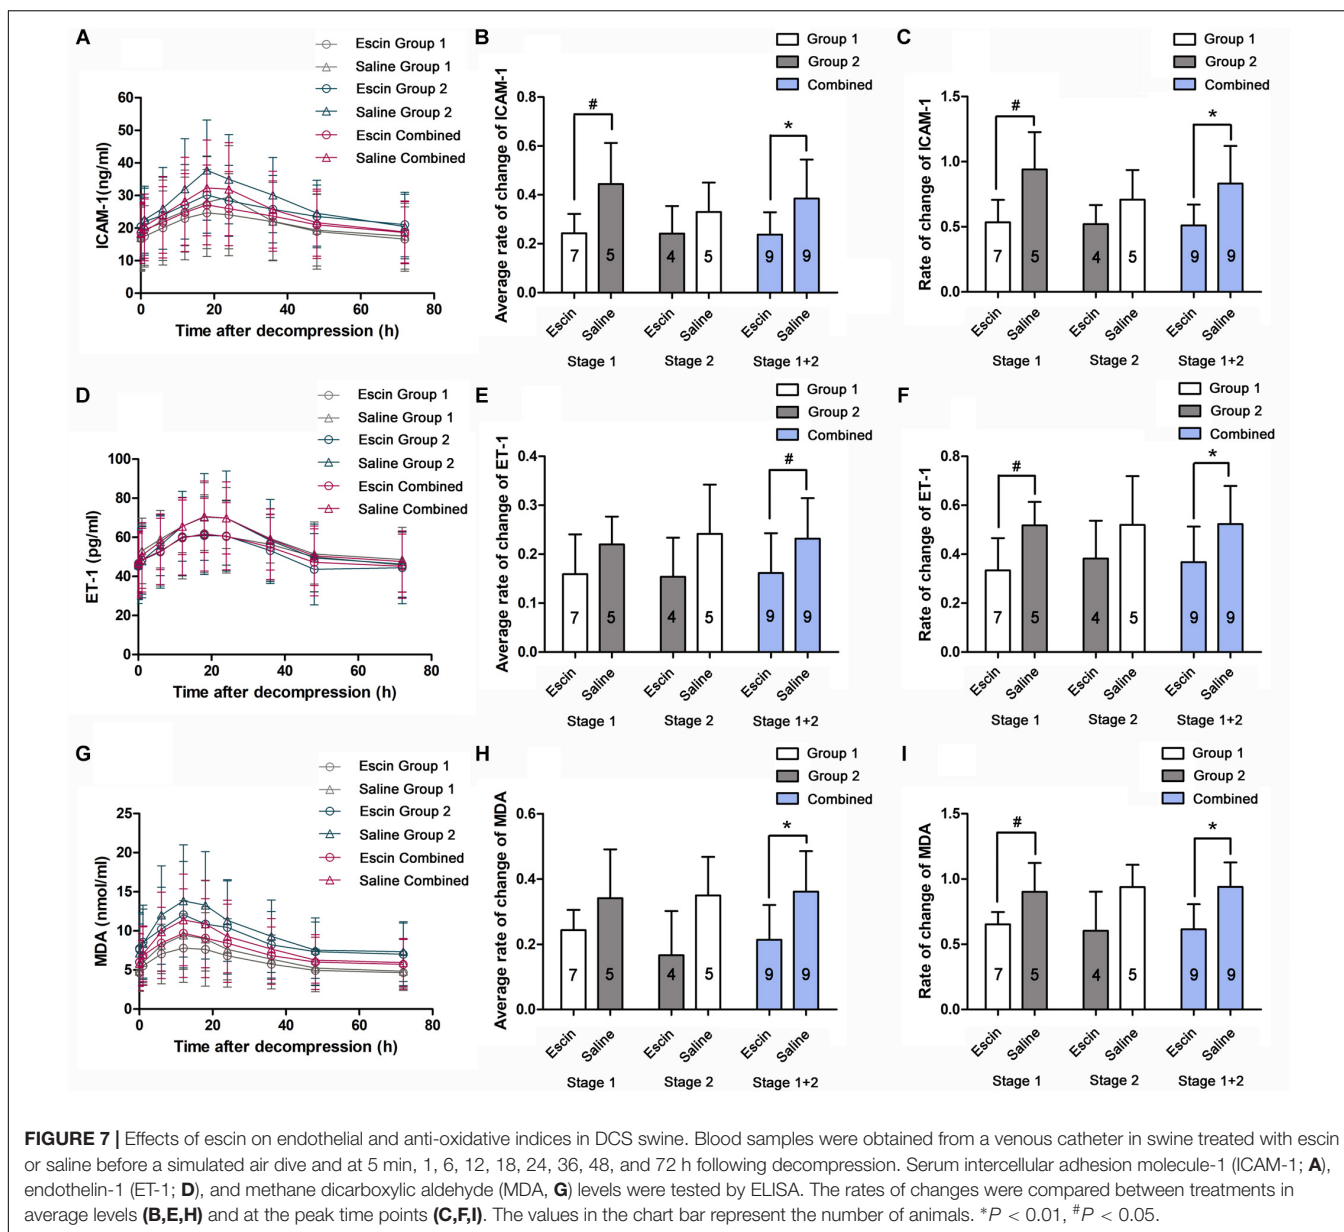 A
Escin Group 1
Saline Group 1
Escin Group 2
Saline Group 2
Escin Combined
Saline Combined
ICAM-1(ng/ml)
60
50
40
30
20
10
0
0 20 40 60 80
Time after decompression (h)
B
Group 1
Group 2
Combined
Average rate of change of ICAM-1
0.8
0.6
0.4
0.2
0.0
#
*
7 5 4 5 9 9
Escin Saline Escin Saline Escin Saline
Stage 1 Stage 2 Stage 1+2
C
Group 1
Group 2
Combined
Rate of change of ICAM-1
1.5
1.0
0.5
0.0
#
*
7 5 4 5 9 9
Escin Saline Escin Saline Escin Saline
Stage 1 Stage 2 Stage 1+2
D
Escin Group 1
Saline Group 1
Escin Group 2
Saline Group 2
Escin Combined
Saline Combined
ET-1 (pg/ml)
100
80
60
40
20
0
0 20 40 60 80
Time after decompression (h)
E
Group 1
Group 2
Combined
Average rate of change of ET-1
0.4
0.3
0.2
0.1
0.0
#
7 5 4 5 9 9
Escin Saline Escin Saline Escin Saline
Stage 1 Stage 2 Stage 1+2
F
Group 1
Group 2
Combined
Rate of change of ET-1
0.8
0.6
0.4
0.2
0.0
#
*
7 5 4 5 9 9
Escin Saline Escin Saline Escin Saline
Stage 1 Stage 2 Stage 1+2
G
Escin Group 1
Saline Group 1
Escin Group 2
Saline Group 2
Escin Combined
Saline Combined
MDA (nmol/ml)
25
20
15
10
5
0
0 20 40 60 80
Time after decompression (h)
H
Group 1
Group 2
Combined
Average rate of change of MDA
0.6
0.4
0.2
0.0
*
7 5 4 5 9 9
Escin Saline Escin Saline Escin Saline
Stage 1 Stage 2 Stage 1+2
I
Group 1
Group 2
Combined
Rate of change of MDA
1.5
1.0
0.5
0.0
#
*
7 5 4 5 9 9
Escin Saline Escin Saline Escin Saline
Stage 1 Stage 2 Stage 1+2
FIGURE 7 | Effects of escin on endothelial and anti-oxidative indices in DCS swine. Blood samples were obtained from a venous catheter in swine treated with escin
or saline before a simulated air dive and at 5 min, 1, 6, 12, 18, 24, 36, 48, and 72 h following decompression. Serum intercellular adhesion molecule-1 (ICAM-1; A),
endothelin-1 (ET-1; D), and methane dicarboxylic aldehyde (MDA, G) levels were tested by ELISA. The rates of changes were compared between treatments in
average levels (B,E,H) and at the peak time points (C,F,I). The values in the chart bar represent the number of animals. *P < 0.01, #P < 0.05.